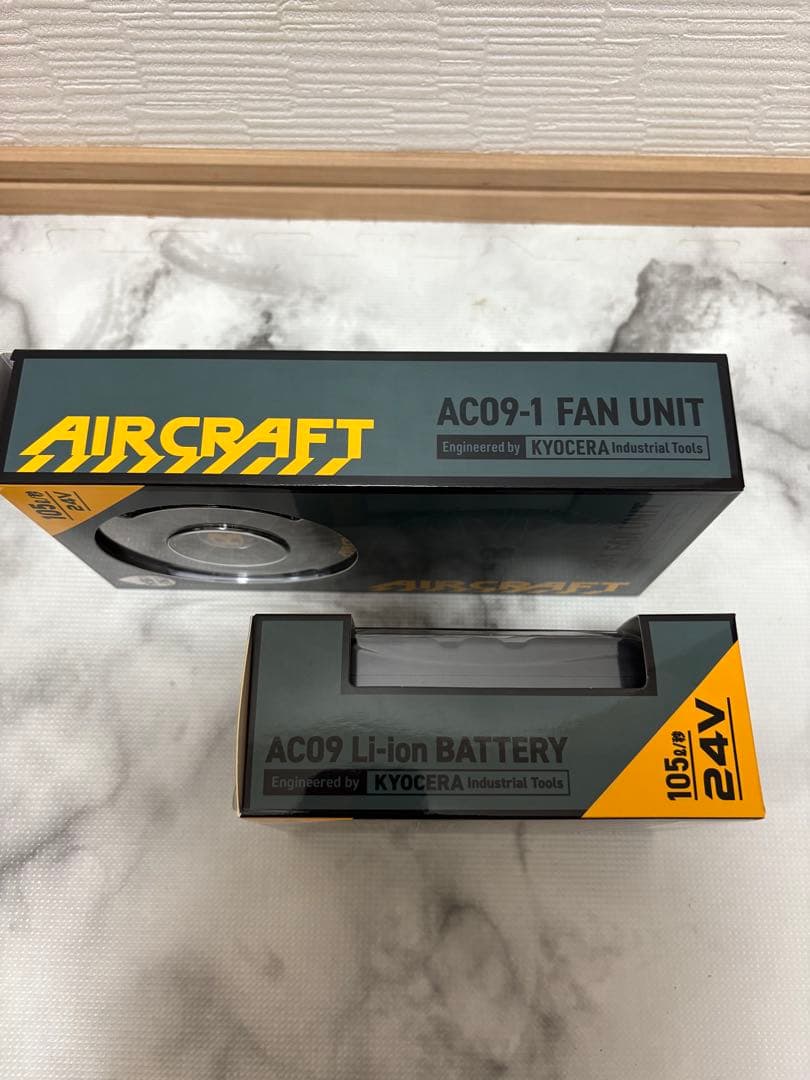 AIRCRAFT
AC09-1 FAN UNIT
Engineered by KYOCERA Industrial Tools
105ℓ/秒
24V
AIRCRAFT
AC09 Li-ion BATTERY
Engineered by KYOCERA Industrial Tools
105ℓ/秒
24V